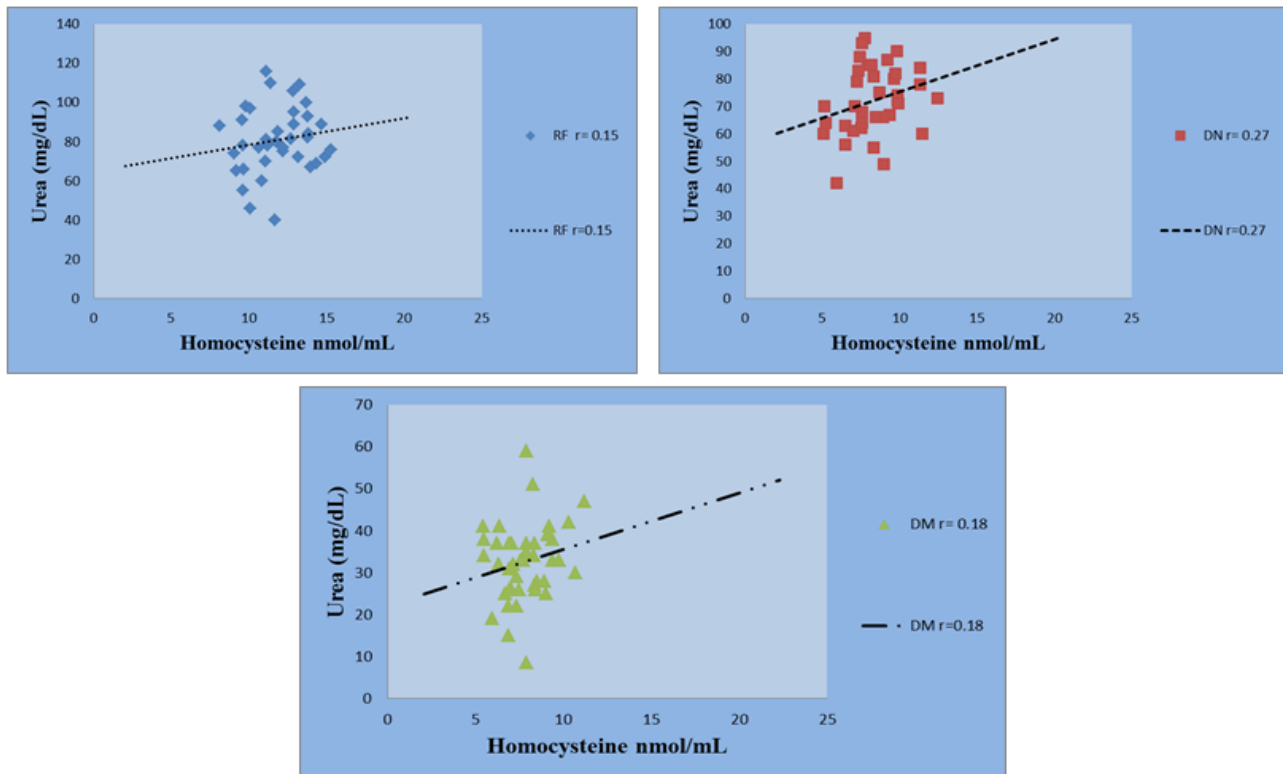 140
120
100
80
60
40
20
0
0 5 10 15 20 25
Urea (mg/dL)
Homocysteine nmol/mL
RF r= 0.15
RF r=0.15
100
90
80
70
60
50
40
30
20
10
0
0 5 10 15 20 25
Urea (mg/dL)
Homocysteine nmol/mL
DN r= 0.27
DN r=0.27
70
60
50
40
30
20
10
0
0 5 10 15 20 25
Urea (mg/dL)
Homocysteine nmol/mL
DM r= 0.18
DM r=0.18